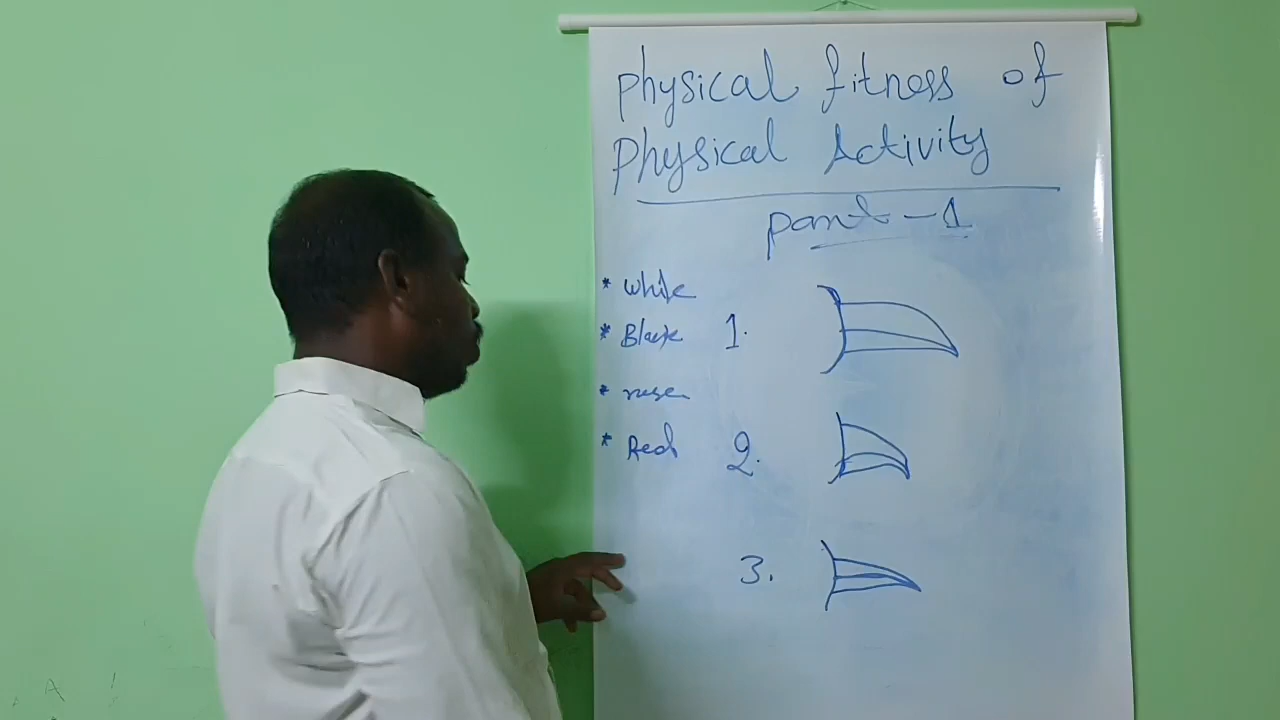 physical fitness of
Physical Activity
part - 1
* white
* Black 1.
* rose
* Red 2.
3.